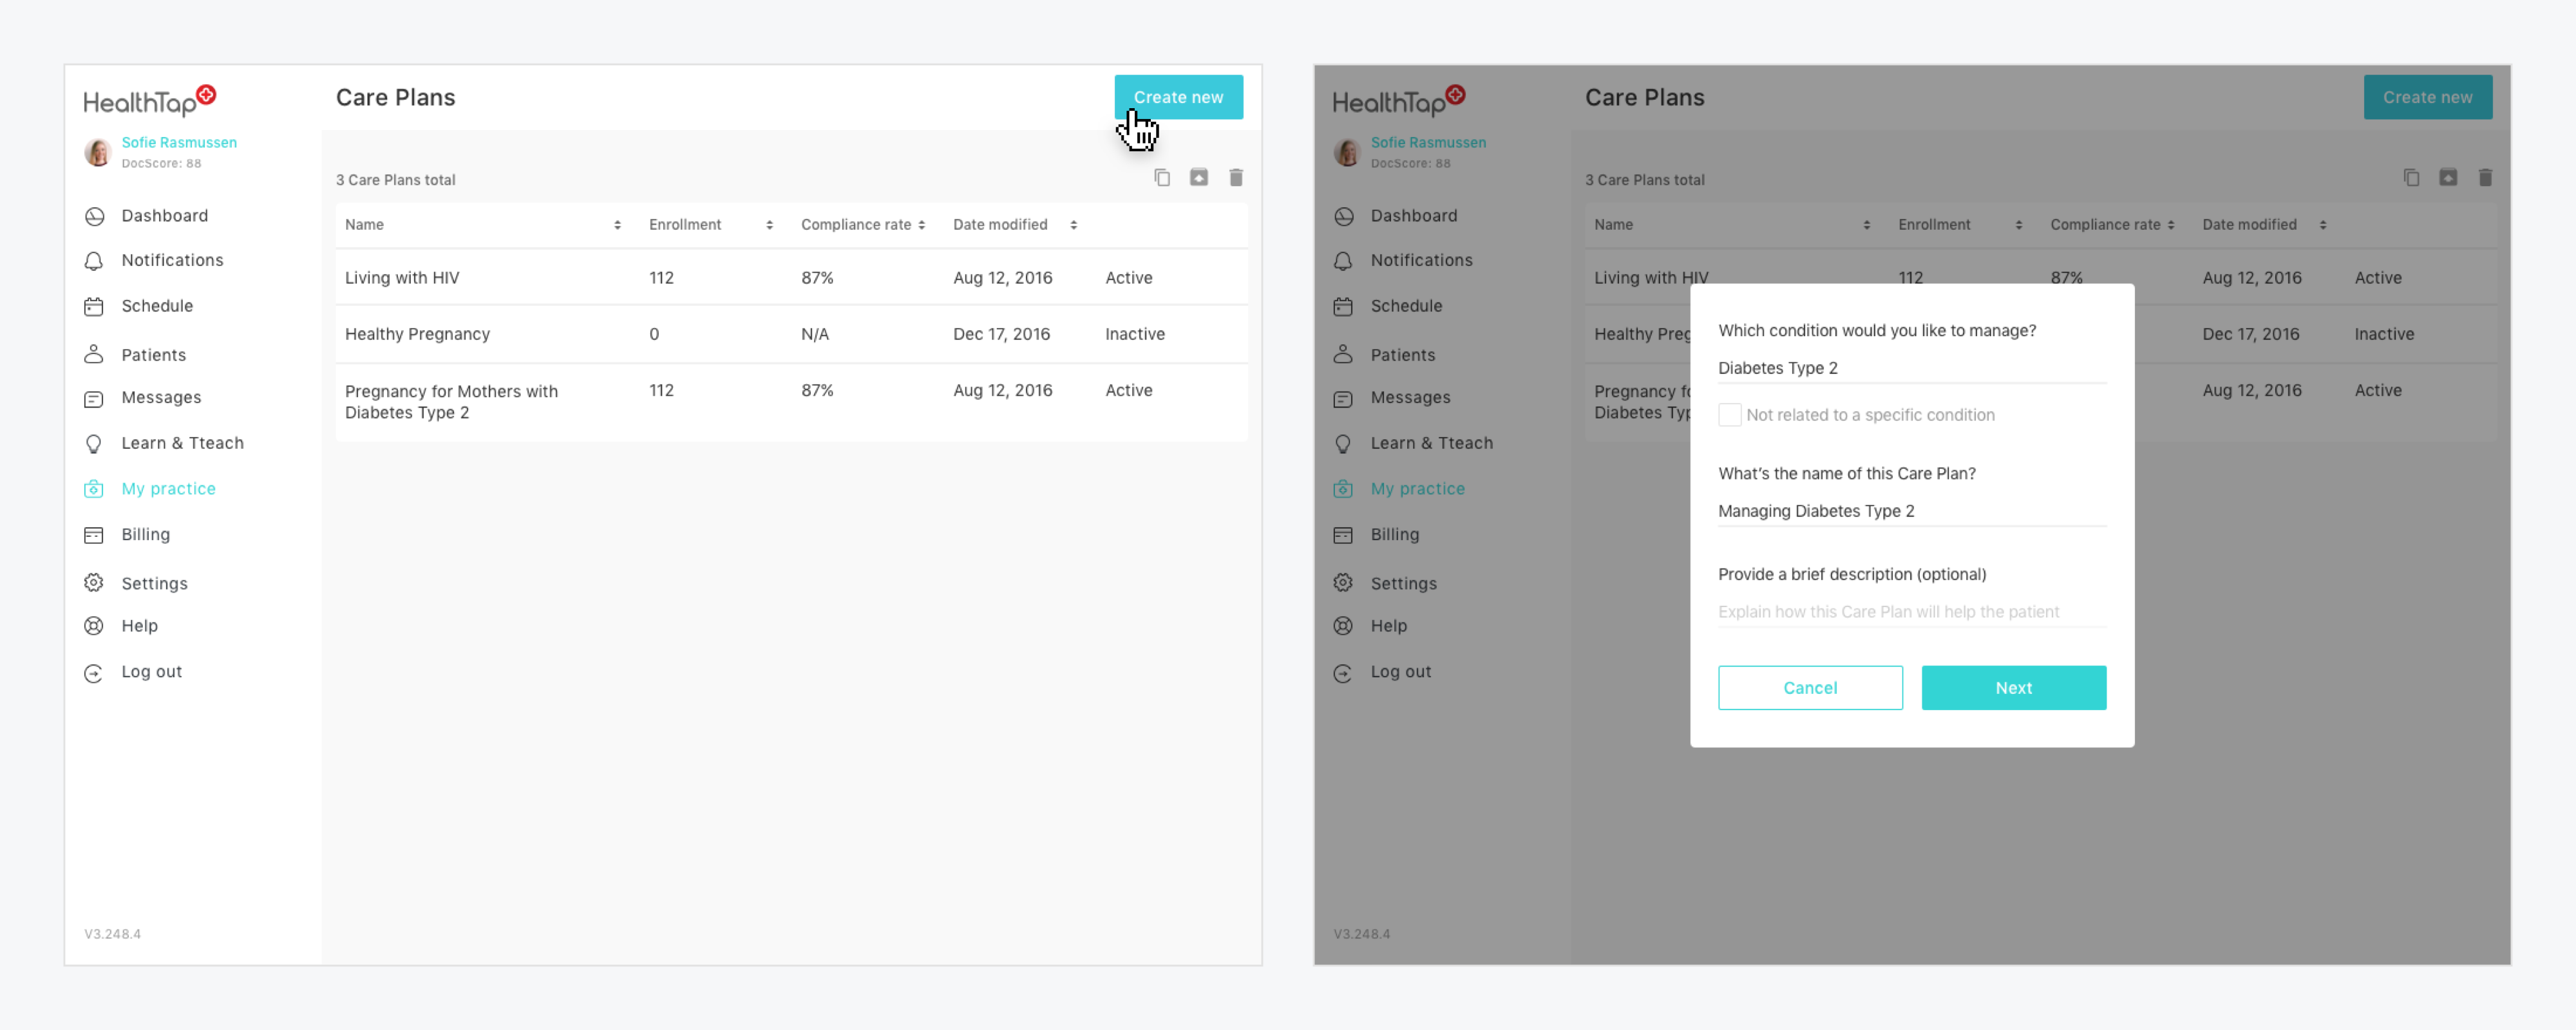 HealthTap
Sofie Rasmussen
DocScore: 88
Dashboard
Notifications
Schedule
Patients
Messages
Learn & Tteach
My practice
Billing
Settings
Help
Log out
V3.248.4
Care Plans
Create new
3 Care Plans total
Name Enrollment Compliance rate Date modified
Living with HIV 112 87% Aug 12, 2016 Active
Healthy Pregnancy 0 N/A Dec 17, 2016 Inactive
Pregnancy for Mothers with 112 87% Aug 12, 2016 Active
Diabetes Type 2
HealthTap
Sofie Rasmussen
DocScore: 88
Dashboard
Notifications
Schedule
Patients
Messages
Learn & Tteach
My practice
Billing
Settings
Help
Log out
V3.248.4
Care Plans
Create new
3 Care Plans total
Name Enrollment Compliance rate Date modified
Living with HIV 112 87% Aug 12, 2016 Active
Healthy Preg Dec 17, 2016 Inactive
Pregnancy fo Aug 12, 2016 Active
Diabetes Typ
Which condition would you like to manage?
Diabetes Type 2
Not related to a specific condition
What's the name of this Care Plan?
Managing Diabetes Type 2
Provide a brief description (optional)
Explain how this Care Plan will help the patient
Cancel Next